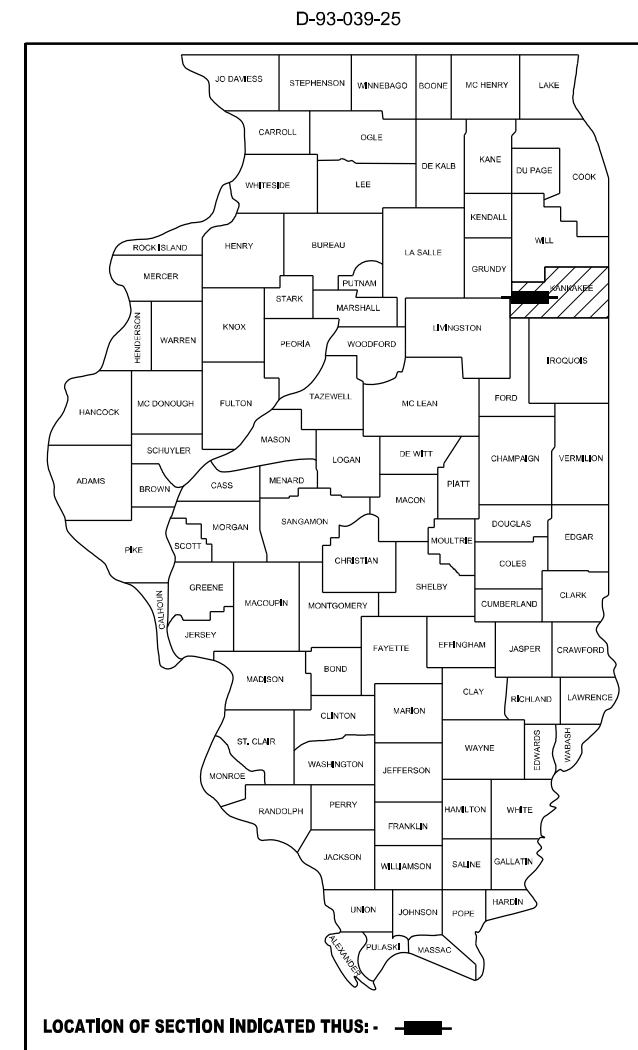 D-93-039-25
JO DAVIESS
STEPHENSON
WINNEBAGO
BOONE
MC HENRY
LAKE
CARROLL
OGLE
DE KALB
KANE
DU PAGE
COOK
WHITESIDE
LEE
KENDALL
WILL
ROCK ISLAND
HENRY
BUREAU
LA SALLE
GRUNDY
KANKAKEE
MERCER
PUTNAM
STARK
MARSHALL
HENDERSON
WARREN
KNOX
PEORIA
WOODFORD
LIVINGSTON
IROQUOIS
HANCOCK
MC DONOUGH
FULTON
TAZEWELL
MC LEAN
FORD
SCHUYLER
MASON
LOGAN
DE WITT
PIATT
CHAMPAIGN
VERMILION
ADAMS
BROWN
CASS
MENARD
MACON
MORGAN
SANGAMON
DOUGLAS
EDGAR
PIKE
SCOTT
CHRISTIAN
MOULTRIE
COLES
SHELBY
CALHOUN
GREENE
MACOUPIN
MONTGOMERY
CUMBERLAND
CLARK
JERSEY
FAYETTE
EFFINGHAM
JASPER
CRAWFORD
MADISON
BOND
CLAY
RICHLAND
LAWRENCE
CLINTON
MARION
ST. CLAIR
WAYNE
EDWARDS
WABASH
MONROE
WASHINGTON
JEFFERSON
RANDOLPH
PERRY
HAMILTON
WHITE
FRANKLIN
JACKSON
WILLIAMSON
SALINE
GALLATIN
UNION
JOHNSON
POPE
HARDIN
ALEXANDER
PULASKI
MASSAC
LOCATION OF SECTION INDICATED THUS: -